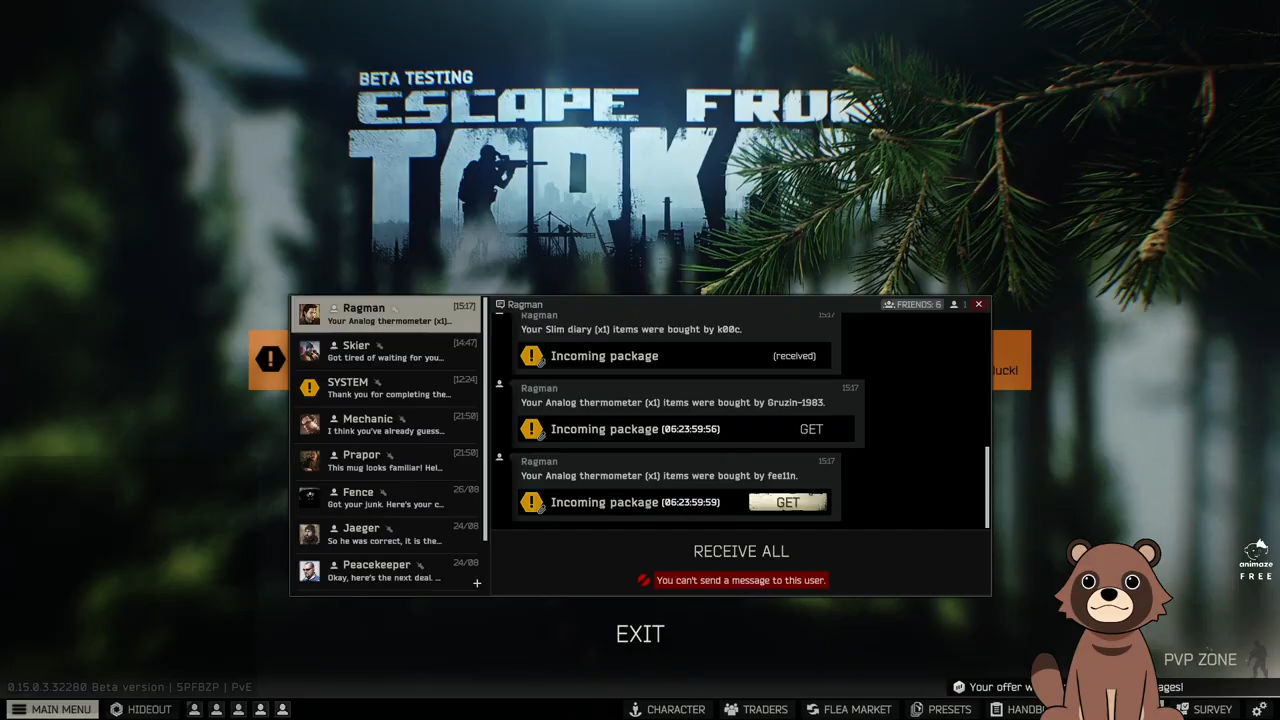 BETA TESTING
ESCAPE FROM
TARKOV
Ragman
[15:17]
Your Analog thermometer (x1)...
Skier
[14:47]
Got tired of waiting for you...
SYSTEM
[12:24]
Thank you for completing the...
Mechanic
[21:50]
I think you've already guess...
Prapor
[21:50]
This mug looks familiar! Hel...
Fence
26/08
Got your junk. Here's your c...
Jaeger
24/08
So he was correct, it is the...
Peacekeeper
24/08
Okay, here's the next deal. ...
+
Ragman
FRIENDS: 6
1
Ragman
15:17
Your Slim diary (x1) items were bought by k00c.
Incoming package
(received)
Ragman
15:17
Your Analog thermometer (x1) items were bought by Gruzin-1983.
Incoming package (06:23:59:56)
GET
Ragman
15:17
Your Analog thermometer (x1) items were bought by fee11n.
Incoming package (06:23:59:59)
GET
RECEIVE ALL
You can't send a message to this user.
luck!
EXIT
animaze
FREE
PVP ZONE
0.15.0.3.32280 Beta version | 5PFBZP | PvE
Your offer w
ages!
MAIN MENU
HIDEOUT
CHARACTER
TRADERS
FLEA MARKET
PRESETS
HANDB
SURVEY